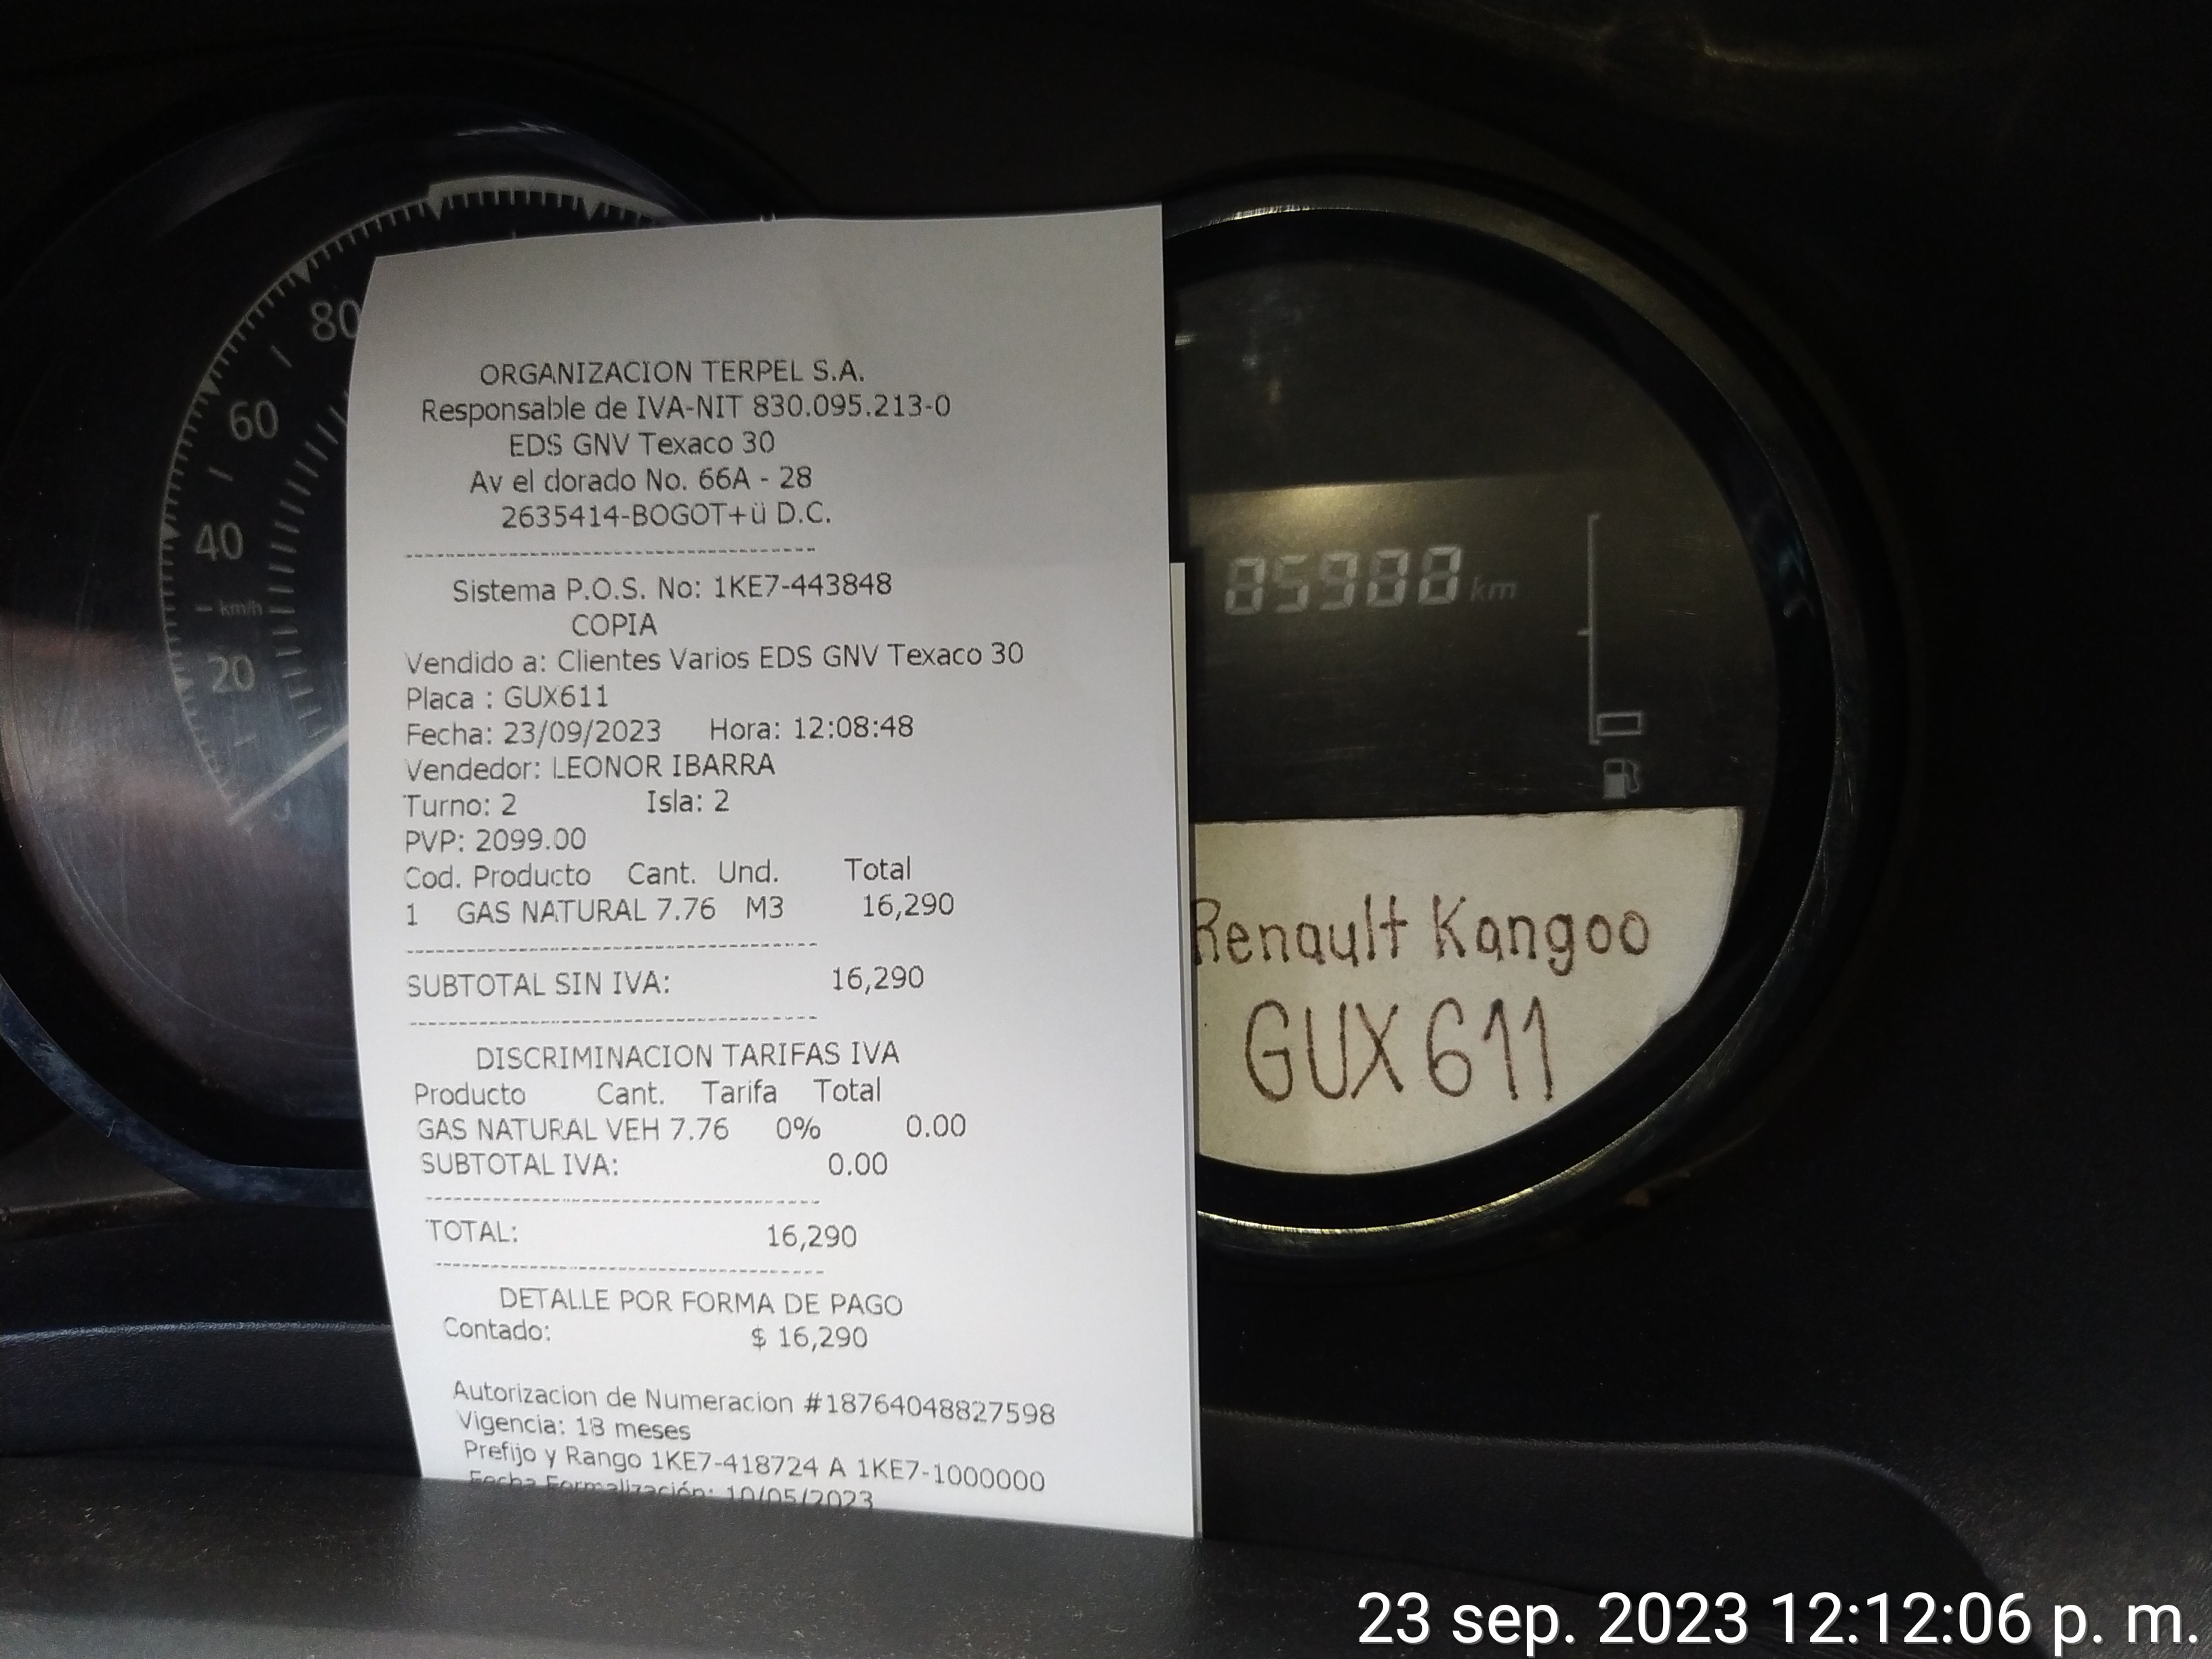 80
60
40
km/h
20
ORGANIZACION TERPEL S.A.
Responsable de IVA-NIT 830.095.213-0
EDS GNV Texaco 30
Av el dorado No. 66A - 28
2635414-BOGOT+ü D.C.
------------------------------------------
Sistema P.O.S. No: 1KE7-443848
COPIA
Vendido a: Clientes Varios EDS GNV Texaco 30
Placa : GUX611
Fecha: 23/09/2023 Hora: 12:08:48
Vendedor: LEONOR IBARRA
Turno: 2 Isla: 2
PVP: 2099.00
Cod. Producto Cant. Und. Total
1 GAS NATURAL 7.76 M3 16,290
------------------------------------------
SUBTOTAL SIN IVA: 16,290
------------------------------------------
DISCRIMINACION TARIFAS IVA
Producto Cant. Tarifa Total
GAS NATURAL VEH 7.76 0% 0.00
SUBTOTAL IVA: 0.00
------------------------------------------
TOTAL: 16,290
------------------------------------------
DETALLE POR FORMA DE PAGO
Contado: $ 16,290
Autorizacion de Numeracion #18764048827598
Vigencia: 18 meses
Prefijo y Rango 1KE7-418724 A 1KE7-1000000
Fecha Formalización: 10/05/2023
km
Renault Kangoo
GUX 611
23 sep. 2023 12:12:06 p. m.